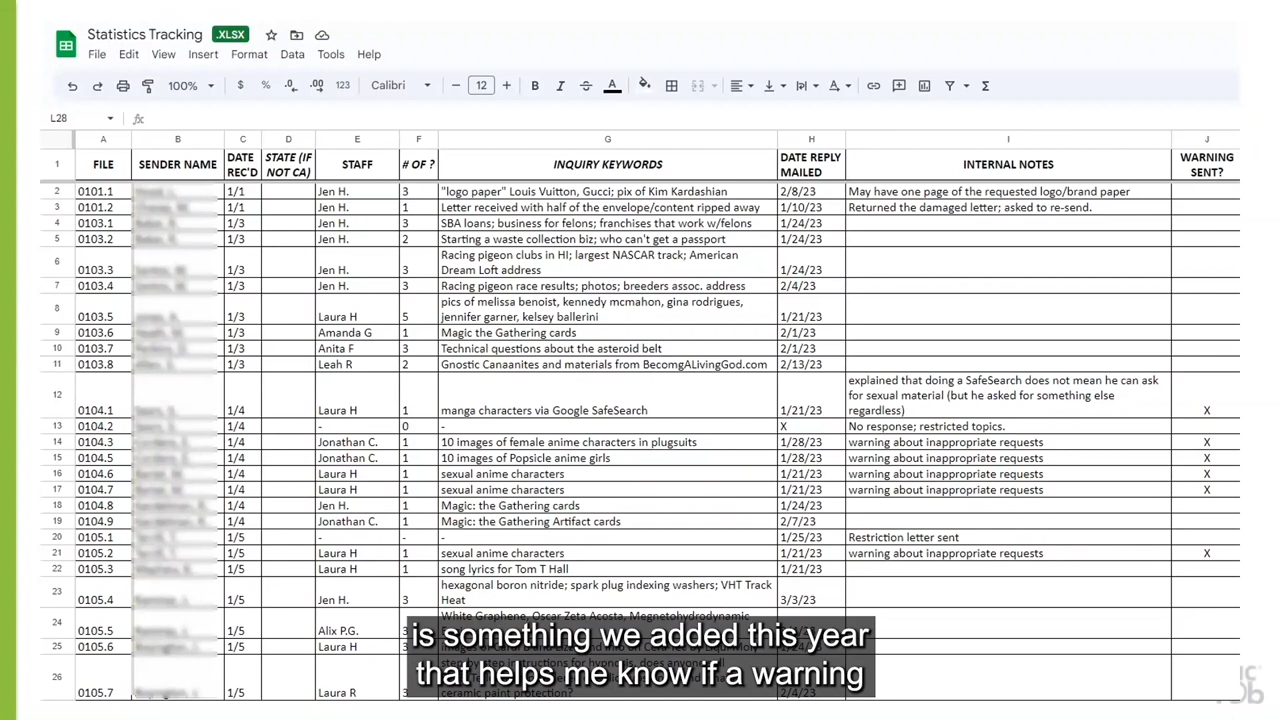 Statistics Tracking .XLSX
File Edit View Insert Format Data Tools Help
100% $ % .0 .00 123 Calibri − 12 + B I A Σ
L28 fx
A B C D E F G H I J
1 FILE SENDER NAME DATE REC'D STATE (IF NOT CA) STAFF # OF ? INQUIRY KEYWORDS DATE REPLY MAILED INTERNAL NOTES WARNING SENT?
2 0101.1 1/1 Jen H. 3 "logo paper" Louis Vuitton, Gucci; pix of Kim Kardashian 2/8/23 May have one page of the requested logo/brand paper
3 0101.2 1/1 Jen H. 1 Letter received with half of the envelope/content ripped away 1/10/23 Returned the damaged letter; asked to re-send.
4 0103.1 1/3 Jen H. 3 SBA loans; business for felons; franchises that work w/felons 1/24/23
5 0103.2 1/3 Jen H. 2 Starting a waste collection biz; who can't get a passport 1/24/23
6 0103.3 1/3 Jen H. 3 Racing pigeon clubs in HI; largest NASCAR track; American Dream Loft address 1/24/23
7 0103.4 1/3 Jen H. 3 Racing pigeon race results; photos; breeders assoc. address 2/4/23
8 0103.5 1/3 Laura H 5 pics of melissa benoist, kennedy mcmahon, gina rodrigues, jennifer garner, kelsey ballerini 1/21/23
9 0103.6 1/3 Amanda G 1 Magic the Gathering cards 2/1/23
10 0103.7 1/3 Anita F 3 Technical questions about the asteroid belt 2/1/23
11 0103.8 1/3 Leah R 2 Gnostic Canaanites and materials from BecomgALivingGod.com 2/13/23
12 0104.1 1/4 Laura H 1 manga characters via Google SafeSearch 1/21/23 explained that doing a SafeSearch does not mean he can ask for sexual material (but he asked for something else regardless) X
13 0104.2 1/4 - 0 - X No response; restricted topics.
14 0104.3 1/4 Jonathan C. 1 10 images of female anime characters in plugsuits 1/28/23 warning about inappropriate requests X
15 0104.5 1/4 Jonathan C. 1 10 images of Popsicle anime girls 1/28/23 warning about inappropriate requests X
16 0104.6 1/4 Laura H 1 sexual anime characters 1/21/23 warning about inappropriate requests X
17 0104.7 1/4 Laura H 1 sexual anime characters 1/21/23 warning about inappropriate requests X
18 0104.8 1/4 Jen H. 1 Magic: the Gathering cards 1/24/23
19 0104.9 1/4 Jonathan C. 1 Magic: the Gathering Artifact cards 2/7/23
20 0105.1 1/5 - - - 1/25/23 Restriction letter sent
21 0105.2 1/5 Laura H 1 sexual anime characters 1/21/23 warning about inappropriate requests X
22 0105.3 1/5 Laura H 1 song lyrics for Tom T Hall 1/21/23
23 0105.4 1/5 Jen H. 3 hexagonal boron nitride; spark plug indexing washers; VHT Track Heat 3/3/23
24 0105.5 1/5 Alix P.G. White Graphene, Oscar Zeta Acosta, Megnetohydrodynamic
25 0105.6 1/5 Laura H
26 0105.7 1/5 Laura R step by step instructions for hypnosis, does ceramic paint protection? 2/4/23
is something we added this year
that helps me know if a warning